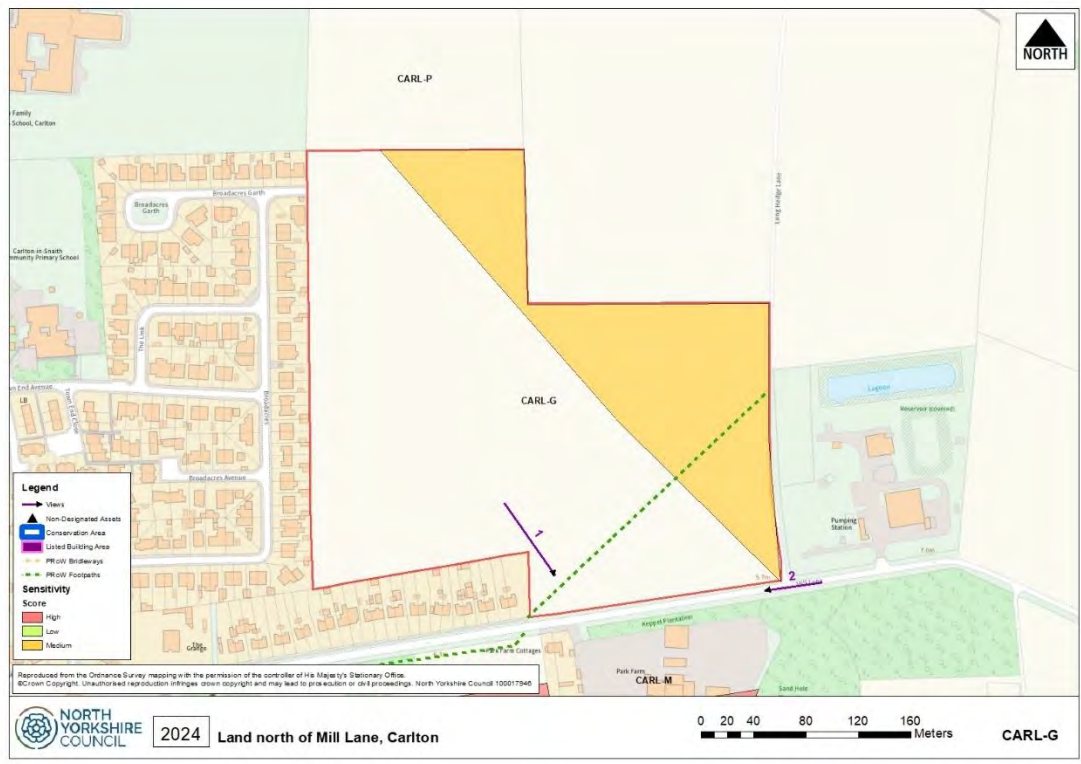 NORTH
CARL-P
Family
School, Carlton
Broadacres Garth
Broadacres
Garth
Long Hedge Lane
Carlton-in-Snaith
mmunity Primary School
The Link
Lagoon
Town End Close
LB
Broadacres
CARL-G
Reservoir (covered)
Broadacres Avenue
Pumping
Station
1
2
Keppel Plantation
The
Grange
Park Farm Cottages
Park Farm
CARL-M
Sand Hole
Legend
Views
Non-Designated Assets
Conservation Area
Listed Building Area
PRoW Bridleways
PRoW Footpaths
Sensitivity
Score
High
Low
Medium
Reproduced from the Ordnance Survey mapping with the permission of the controller of His Majesty's Stationary Office.
©Crown Copyright. Unauthorised reproduction infringes crown copyright and may lead to prosecution or civil proceedings. North Yorkshire Council 100017946
NORTH
YORKSHIRE
COUNCIL
2024
Land north of Mill Lane, Carlton
0 20 40 80 120 160
Meters
CARL-G